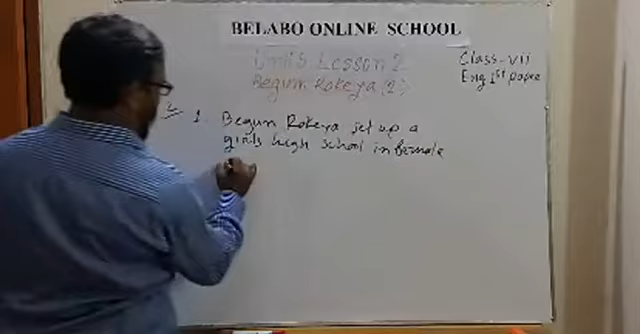 BELABO ONLINE SCHOOL
Unit 5 Lesson 2
Begum Rokeya (2)
Class-vii
Eng 1st paper
1. Begum Rokeya set up a
girls high school in